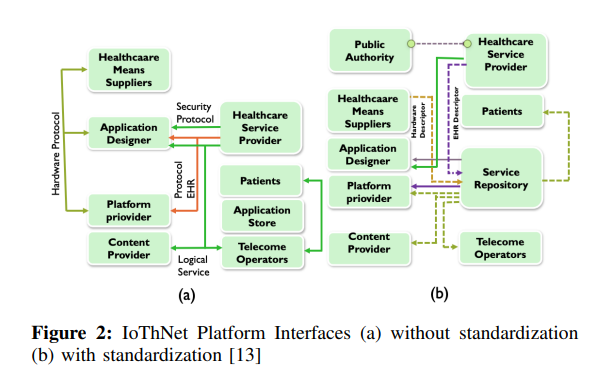 Healthcaare
Means
Suppliers
Hardware Protocol
Application
Designer
Security
Protocol
Healthcare
Service
Provider
Protocol
EHR
Patients
Platform
priovider
Application
Store
Content
Provider
Logical
Service
Telecome
Operators
(a)
Public
Authority
Healthcare
Service
Provider
Healthcaare
Means
Suppliers
Hardware
Descriptor
EHR Descriptor
Patients
Application
Designer
Platform
priovider
Service
Repository
Content
Provider
Telecome
Operators
(b)
Figure 2: IoThNet Platform Interfaces (a) without standardization
(b) with standardization [13]